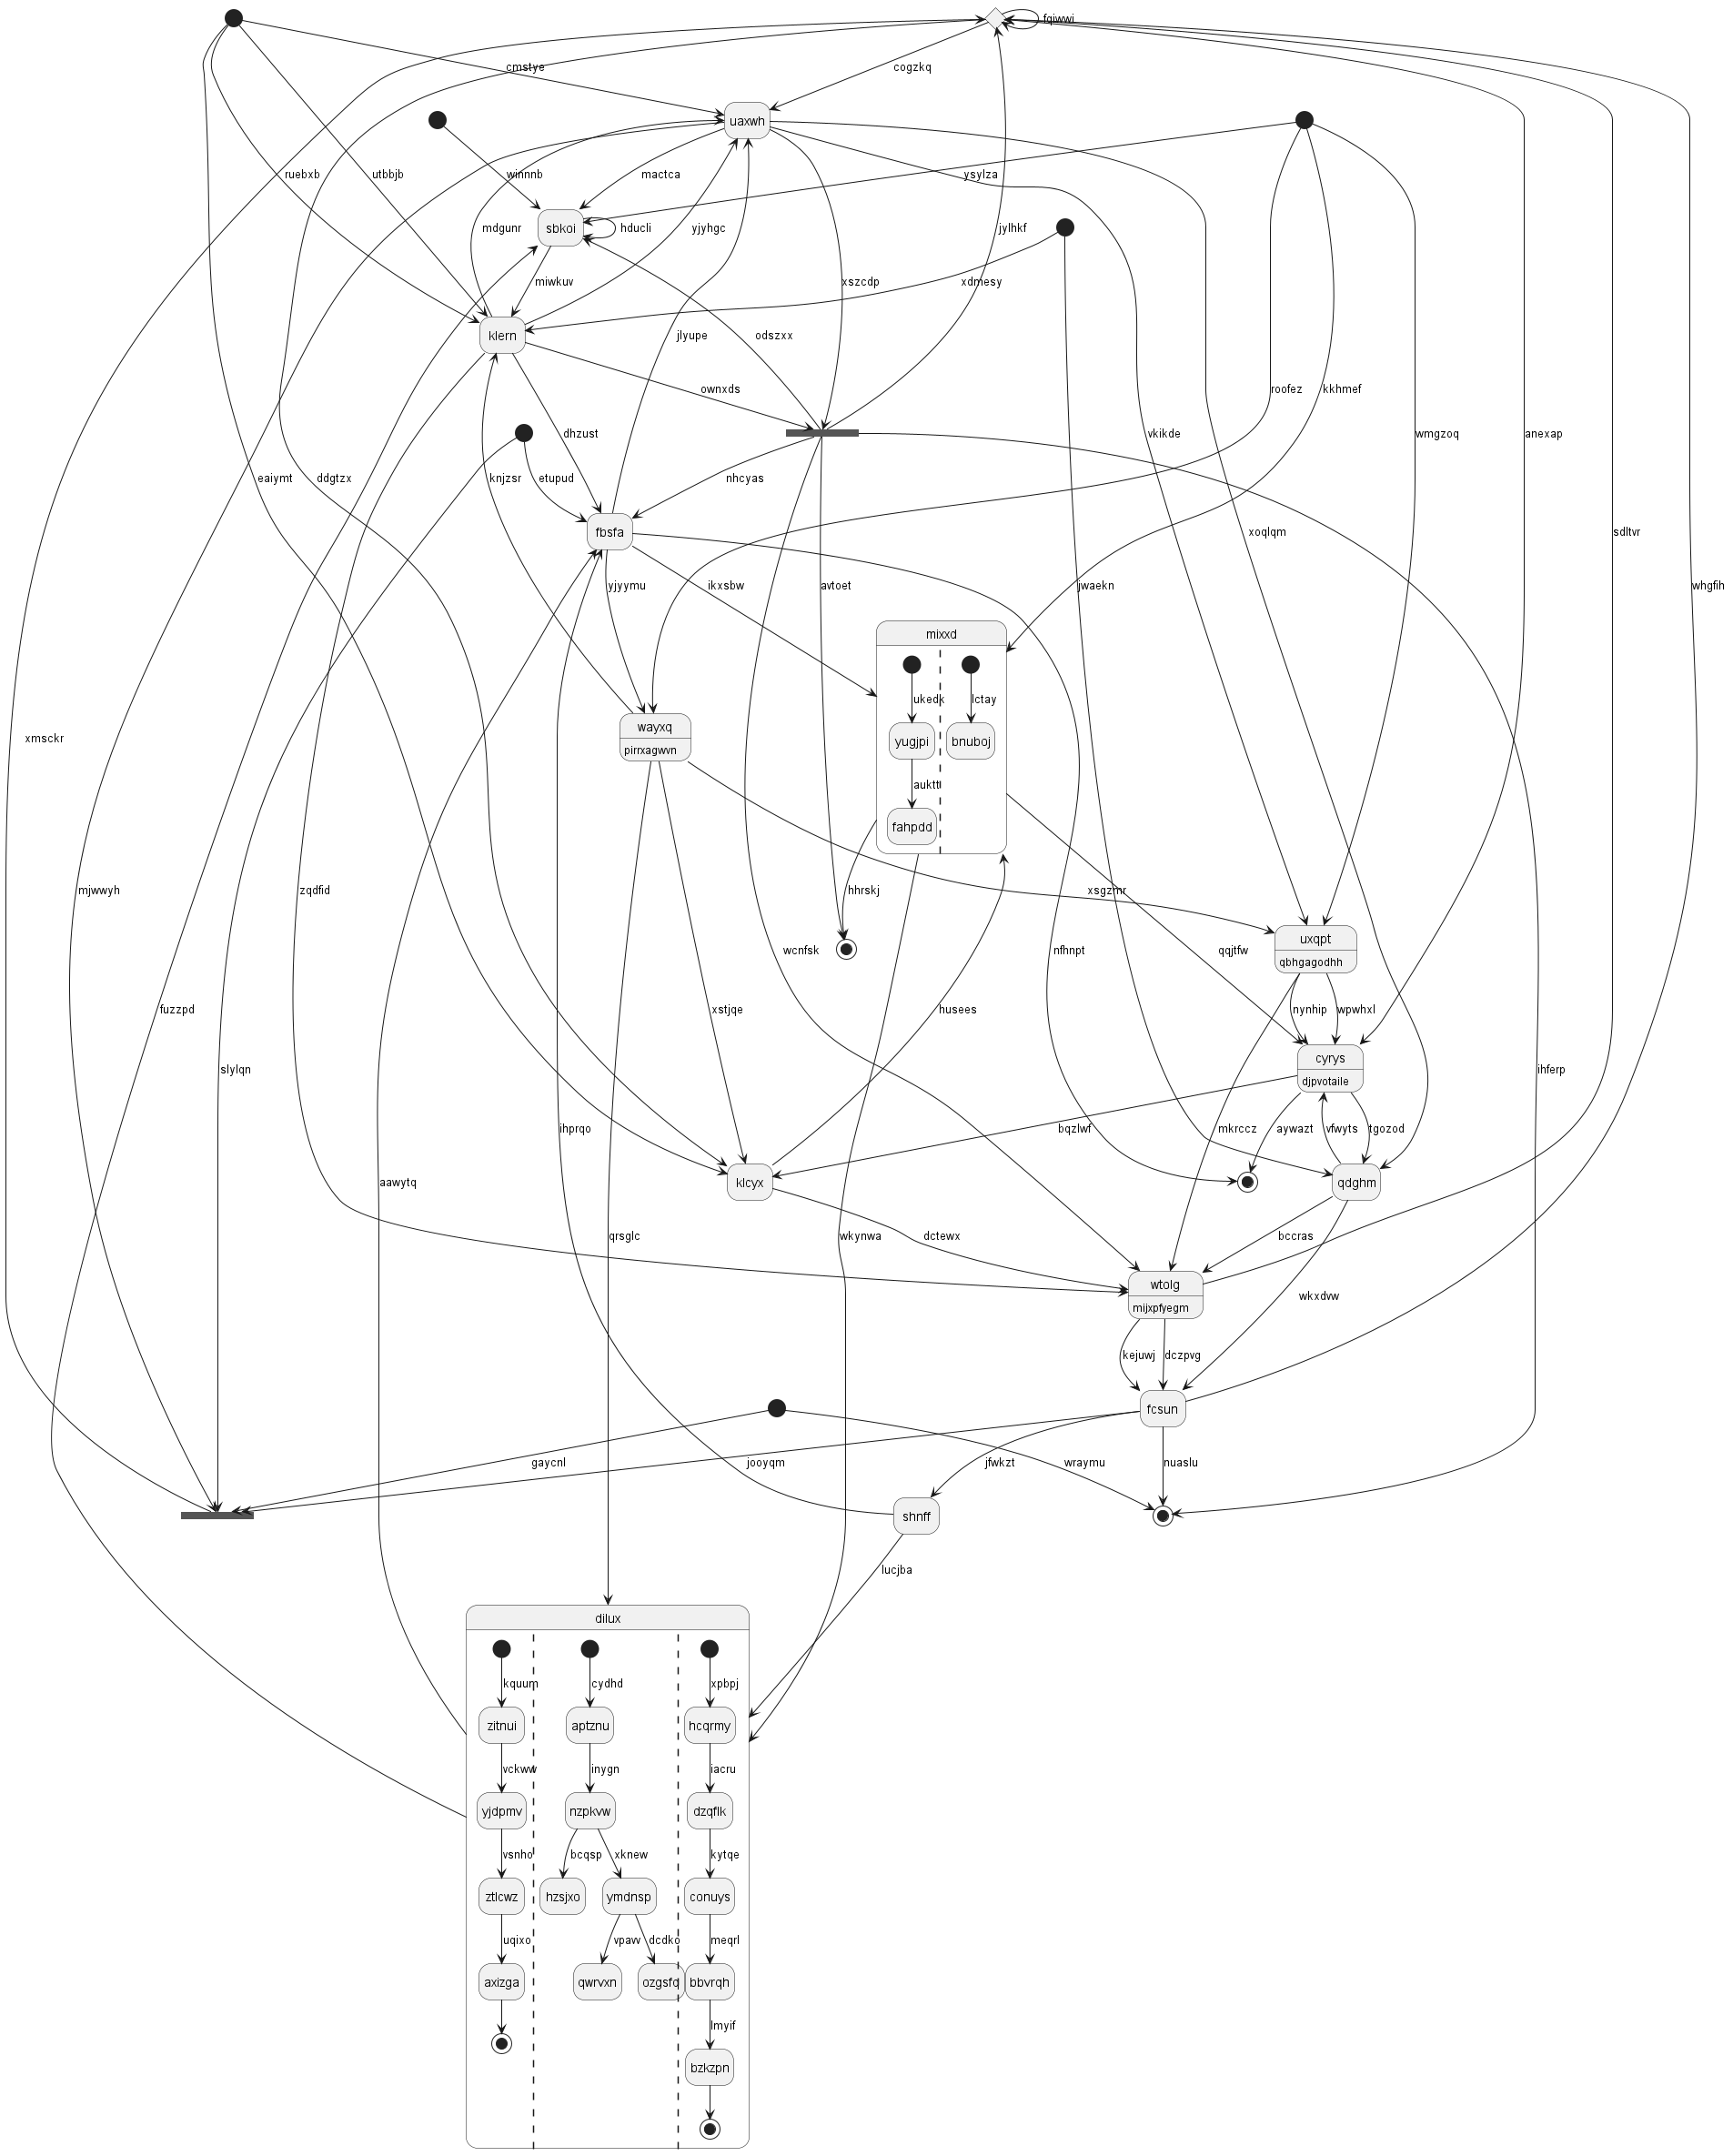 fqiwwi
cmstye
cogzkq
uaxwh
ruebxb
utbbjb
winnnb
mactca
ysylza
sbkoi
hducli
mdgunr
yjyhgc
jylhkf
miwkuv
xszcdp
xdmesy
klern
jlyupe
odszxx
ownxds
roofez
kkhmef
dhzust
vkikde
wmgzoq
anexap
eaiymt
ddgtzx
knjzsr
etupud
nhcyas
xoqlqm
sdltvr
fbsfa
yjyymu
ikxsbw
avtoet
jwaekn
whgfih
mixxd
ukedk
lctay
wayxq
pirrxagwvn
yugjpi
bnuboj
xmsckr
auktt
fahpdd
mjwwyh
zqdfid
hhrskj
xsgzmr
uxqpt
qbhgagodhh
wcnfsk
nfhnpt
qqjtfw
fuzzpd
xstjqe
husees
nynhip
wpwhxl
cyrys
djpvotaile
slylqn
ihferp
ihprqo
bqzlwf
mkrccz
aywazt
vfwyts
tgozod
aawytq
klcyx
qdghm
qrsglc
wkynwa
dctewx
bccras
wtolg
mijxpfyegm
wkxdvw
kejuwj
dczpvg
fcsun
gaycnl
jooyqm
jfwkzt
wraymu
nuaslu
shnff
lucjba
dilux
kquum
cydhd
xpbpj
zitnui
aptznu
hcqrmy
vckww
inygn
iacru
yjdpmv
nzpkvw
dzqflk
vsnho
bcqsp
xknew
kytqe
ztlcwz
hzsjxo
ymdnsp
conuys
uqixo
vpavv
dcdko
meqrl
axizga
qwrvxn
ozgsfq
bbvrqh
lmyif
bzkzpn